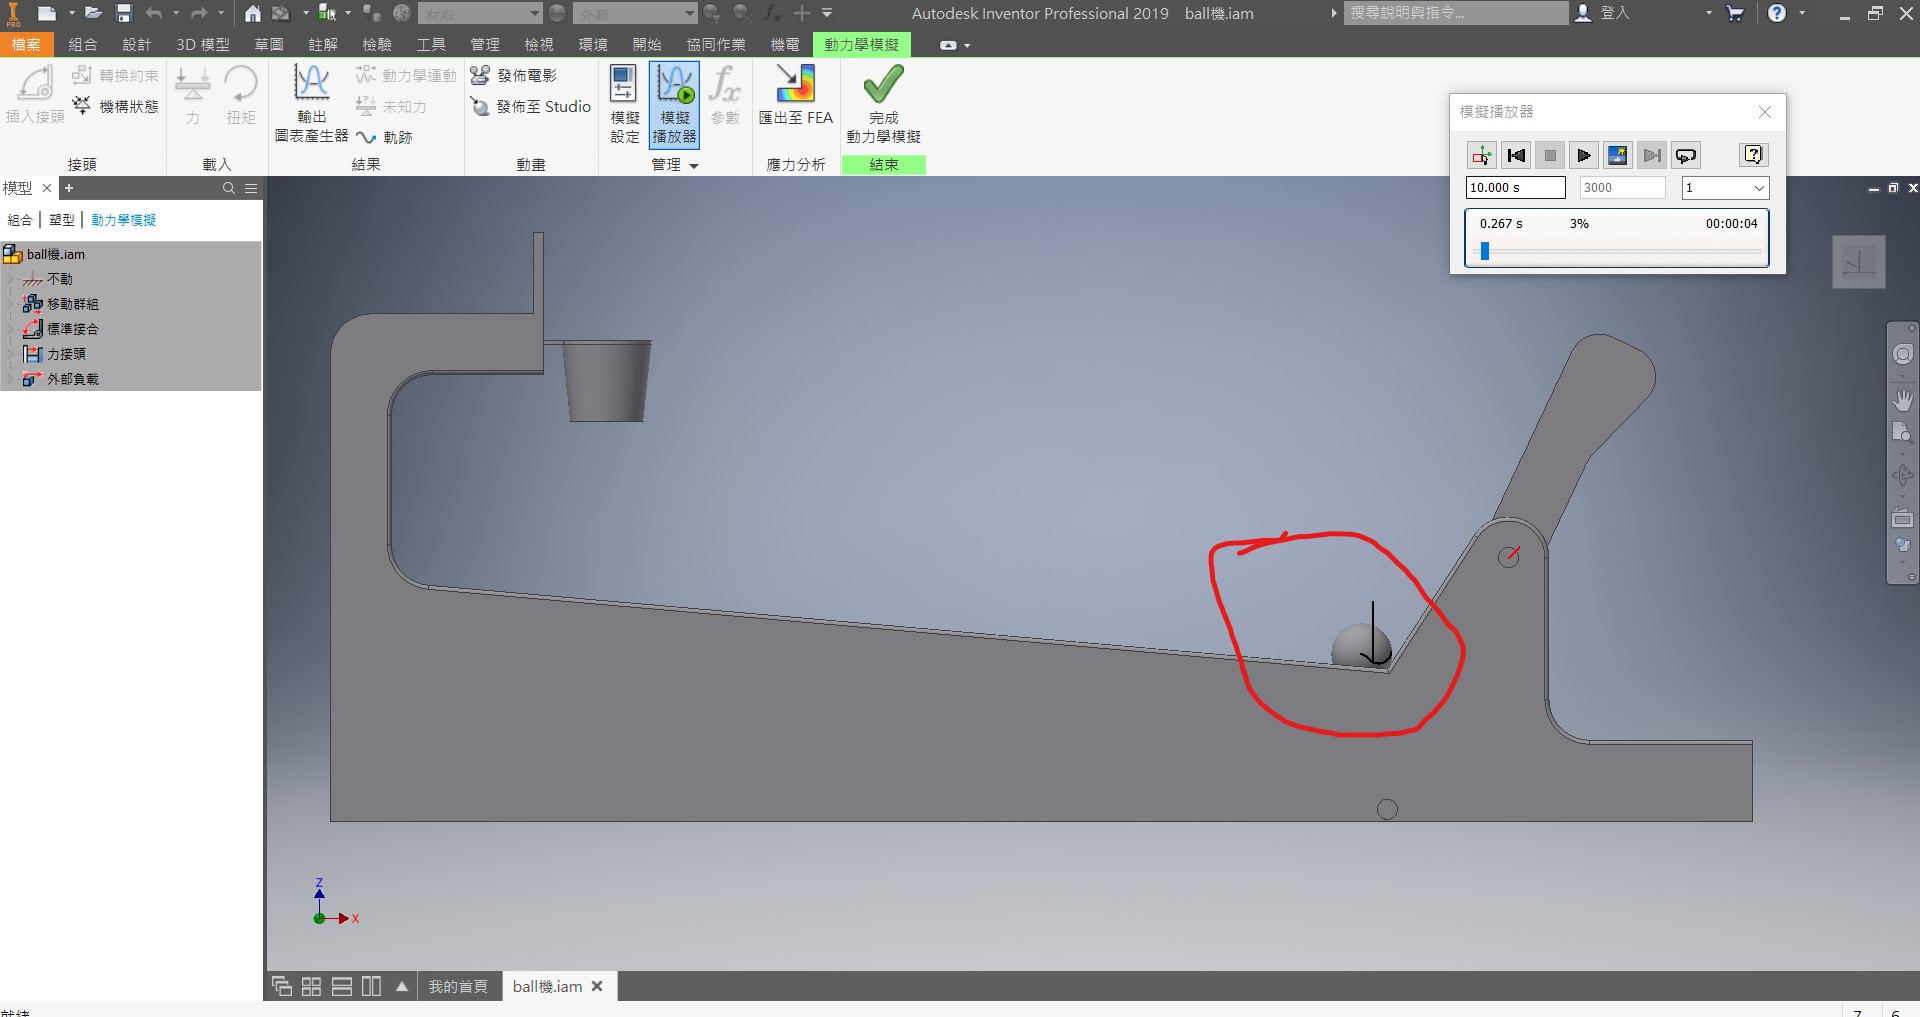 材料
外觀
Autodesk Inventor Professional 2019 ball機.iam
搜尋說明與指令...
登入
PRO
檔案 組合 設計 3D 模型 草圖 註解 檢驗 工具 管理 檢視 環境 開始 協同作業 機電 動力學模擬
插入接頭
轉換約束
機構狀態
接頭
力
扭矩
載入
輸出
圖表產生器
動力學運動
未知力
軌跡
結果
發佈電影
發佈至 Studio
動畫
模擬
設定
模擬
播放器
fx
參數
管理
匯出至 FEA
應力分析
完成
動力學模擬
結束
模擬播放器
10.000 s 3000 1
0.267 s 3% 00:00:04
模型
組合 | 塑型 | 動力學模擬
ball機.iam
不動
移動群組
標準接合
力接頭
外部負載
Z
X
我的首頁 ball機.iam
就緒
7 6